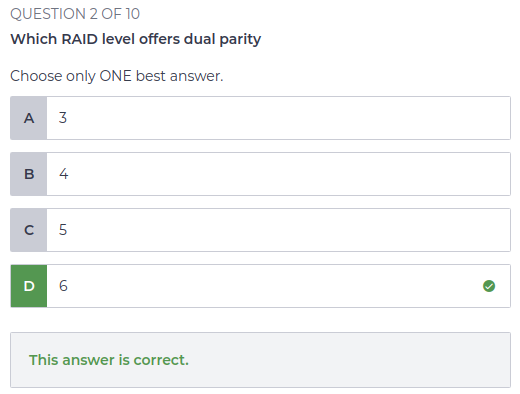 QUESTION 2 OF 10
Which RAID level offers dual parity
Choose only ONE best answer.
A 3
B 4
C 5
D 6
This answer is correct.